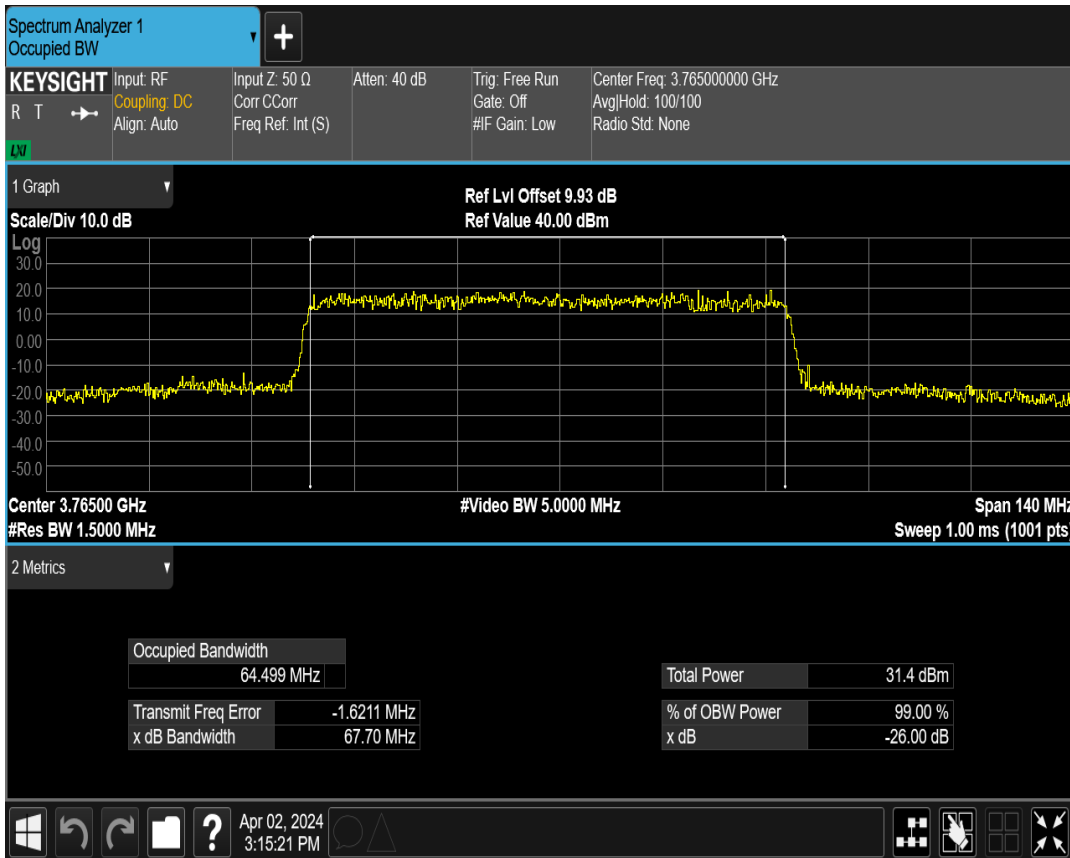 Spectrum Analyzer 1
Occupied BW
KEYSIGHT
R T
LXI
Input: RF
Coupling: DC
Align: Auto
Input Z: 50 Ω
Corr CCorr
Freq Ref: Int (S)
Atten: 40 dB
Trig: Free Run
Gate: Off
#IF Gain: Low
Center Freq: 3.765000000 GHz
Avg|Hold: 100/100
Radio Std: None
1 Graph
Scale/Div 10.0 dB
Ref Lvl Offset 9.93 dB
Ref Value 40.00 dBm
Log
30.0
20.0
10.0
0.00
-10.0
-20.0
-30.0
-40.0
-50.0
Center 3.76500 GHz
#Res BW 1.5000 MHz
#Video BW 5.0000 MHz
Span 140 MHz
Sweep 1.00 ms (1001 pts)
2 Metrics
Occupied Bandwidth
64.499 MHz
Transmit Freq Error -1.6211 MHz
x dB Bandwidth 67.70 MHz
Total Power 31.4 dBm
% of OBW Power 99.00 %
x dB -26.00 dB
?
Apr 02, 2024
3:15:21 PM